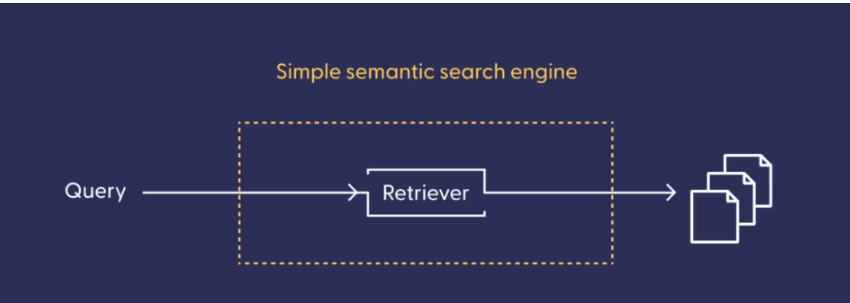 Simple semantic search engine
Query
Retriever